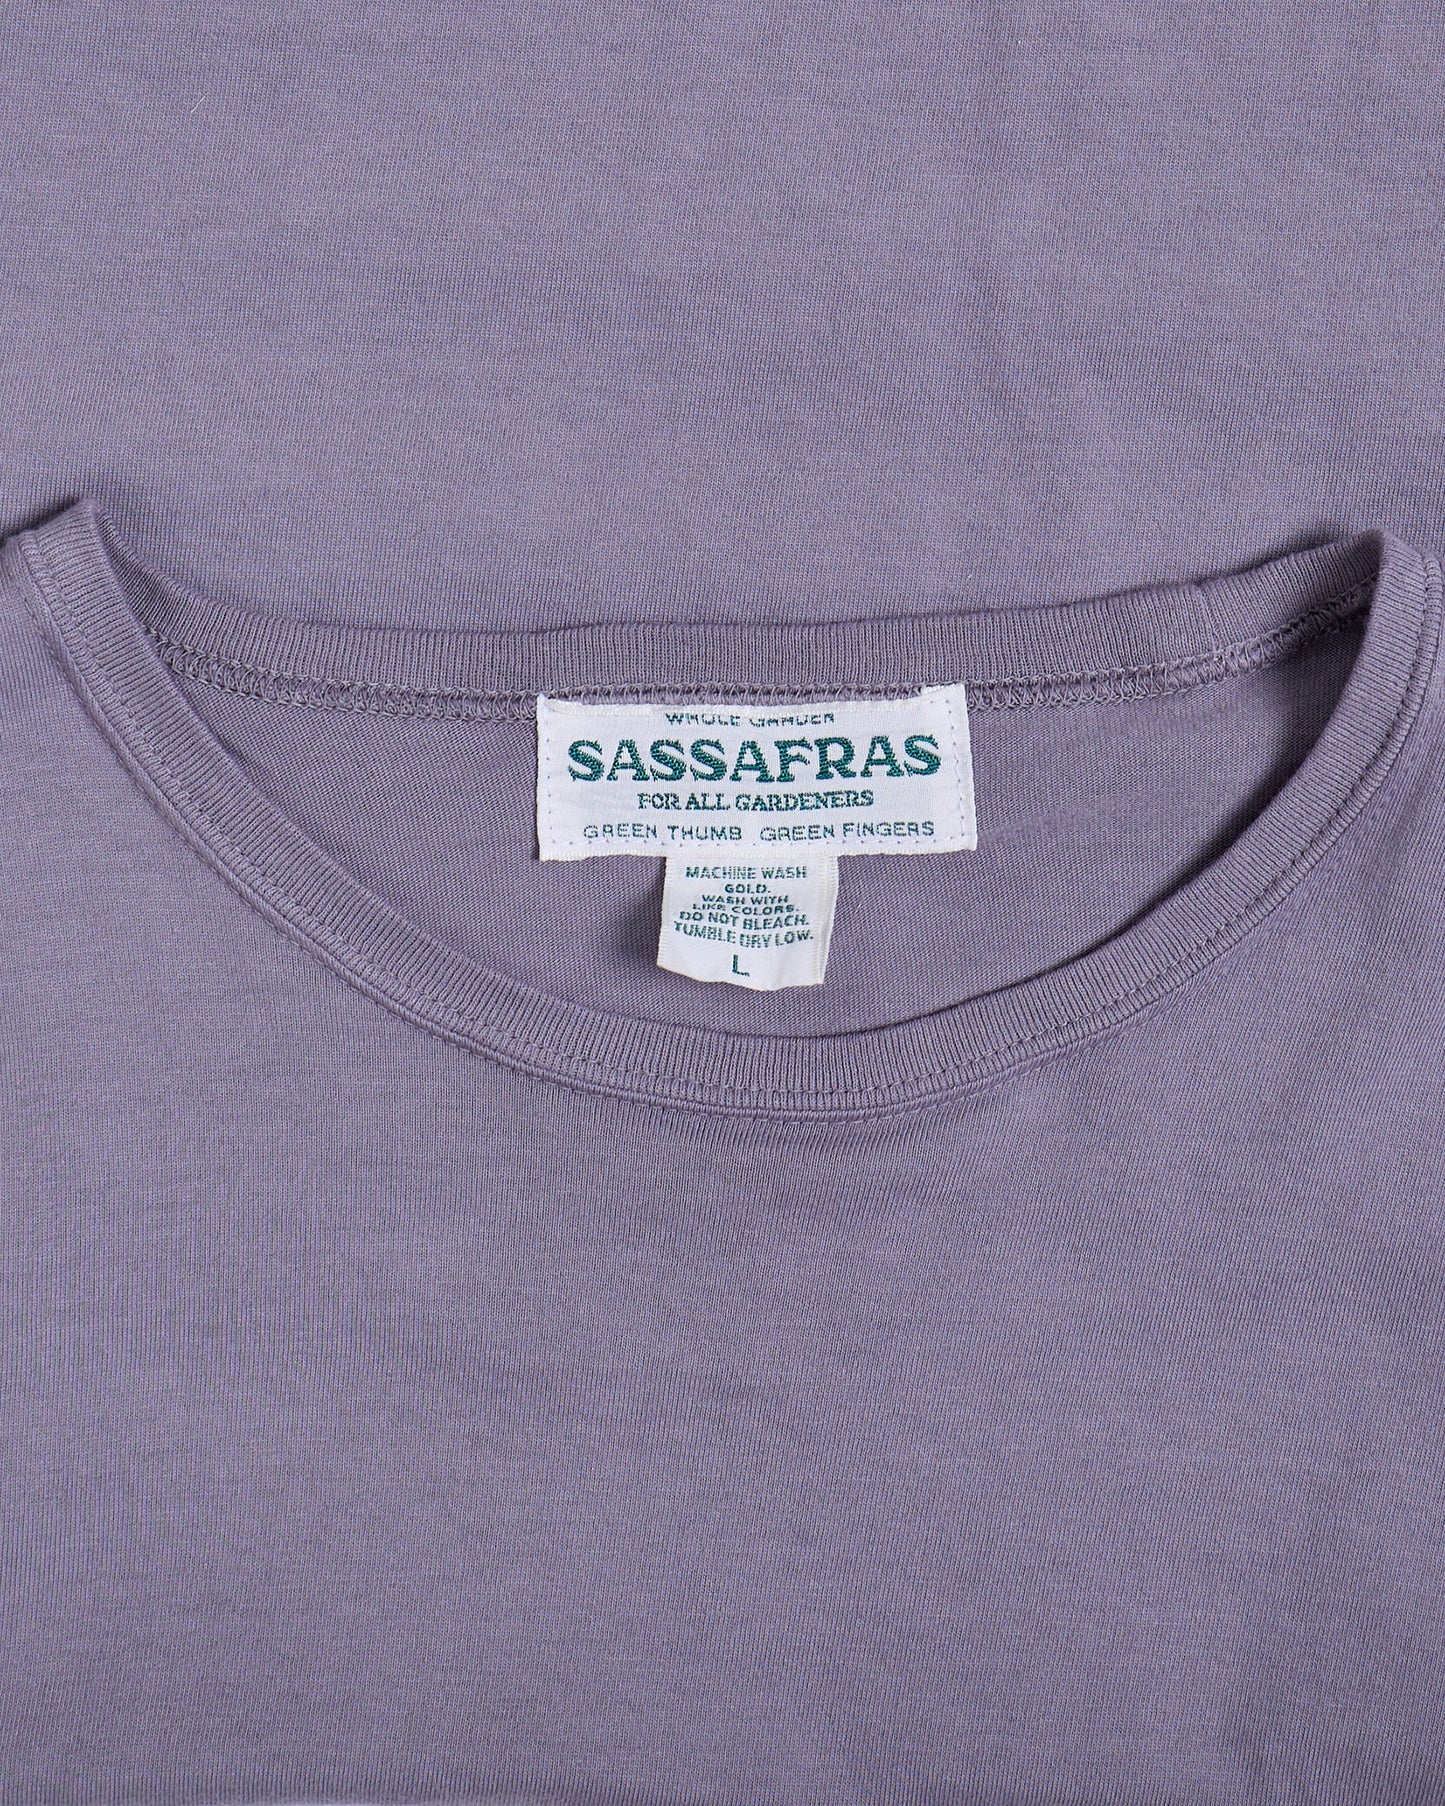 WHOLE GARDEN
SASSAFRAS
FOR ALL GARDENERS
GREEN THUMB GREEN FINGERS
MACHINE WASH
GOLD.
WASH WITH
LIKE COLORS.
DO NOT BLEACH.
TUMBLE DRY LOW.
L